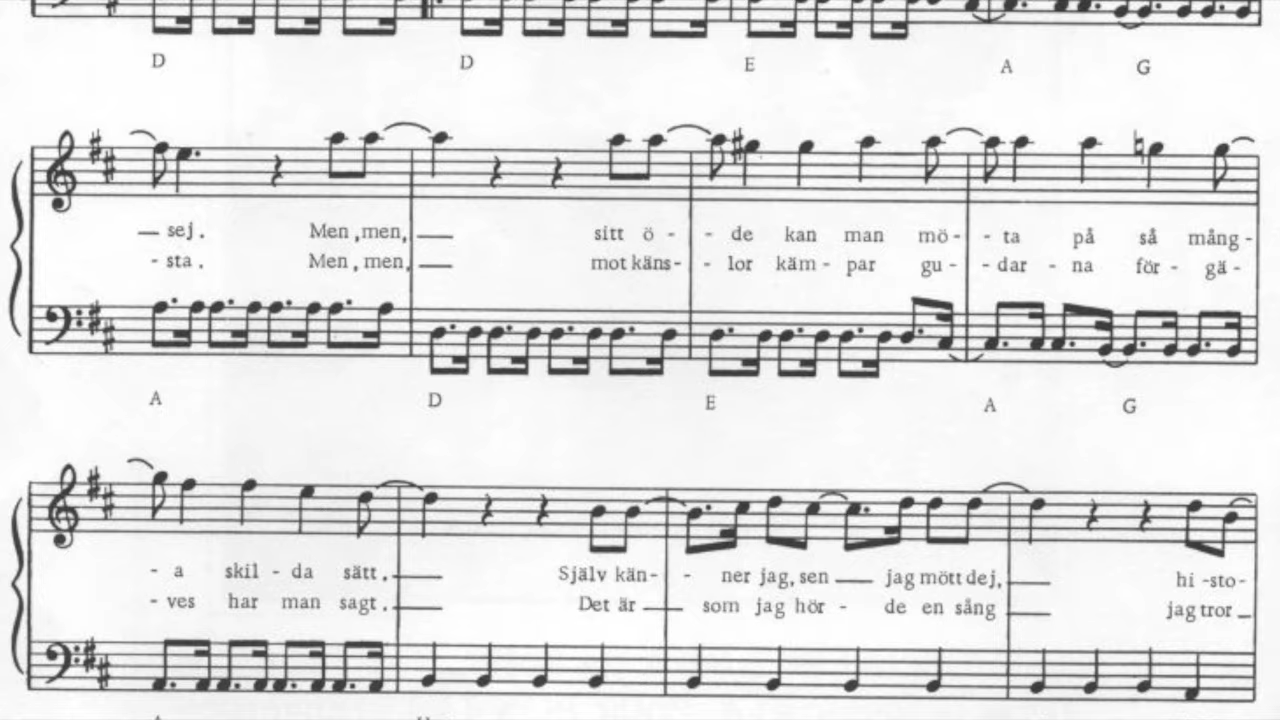 D D E A G
— sej. Men, men, — sitt ö - - de kan man mö - - ta på så mång -
- sta. Men, men, — mot käns - - lor käm - par gu - - dar - na för - gä -
A D E A G
- a skil - da sätt. — Själv kän - - ner jag, sen — jag mött dej, — hi - sto -
- ves har man sagt. — Det är — som jag hör - de en sång — jag tror —